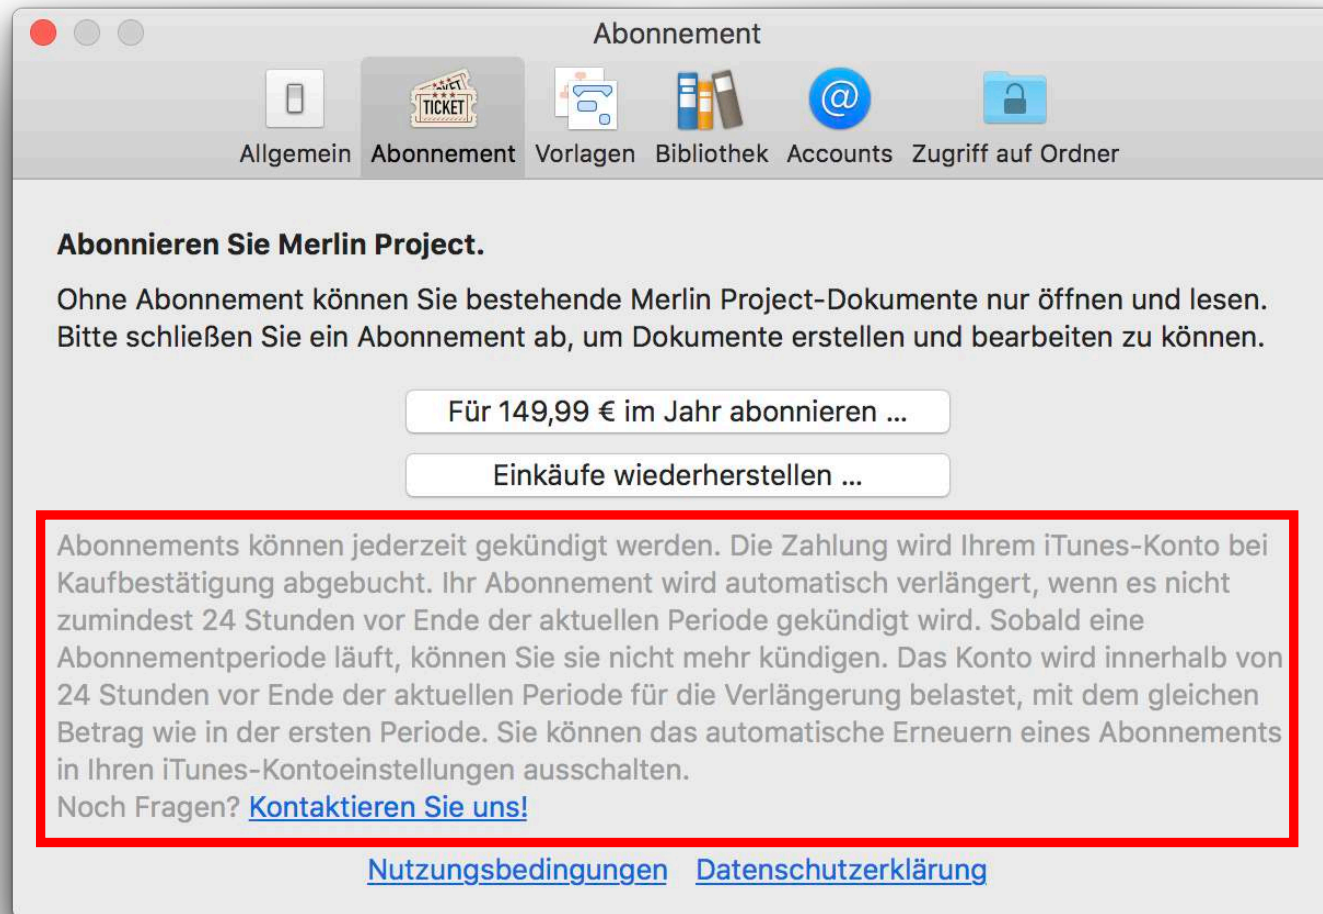 Abonnement
TICKET
Allgemein Abonnement Vorlagen Bibliothek Accounts Zugriff auf Ordner
Abonnieren Sie Merlin Project.
Ohne Abonnement können Sie bestehende Merlin Project-Dokumente nur öffnen und lesen.
Bitte schließen Sie ein Abonnement ab, um Dokumente erstellen und bearbeiten zu können.
Für 149,99 € im Jahr abonnieren ...
Einkäufe wiederherstellen ...
Abonnements können jederzeit gekündigt werden. Die Zahlung wird Ihrem iTunes-Konto bei
Kaufbestätigung abgebucht. Ihr Abonnement wird automatisch verlängert, wenn es nicht
zumindest 24 Stunden vor Ende der aktuellen Periode gekündigt wird. Sobald eine
Abonnementperiode läuft, können Sie sie nicht mehr kündigen. Das Konto wird innerhalb von
24 Stunden vor Ende der aktuellen Periode für die Verlängerung belastet, mit dem gleichen
Betrag wie in der ersten Periode. Sie können das automatische Erneuern eines Abonnements
in Ihren iTunes-Kontoeinstellungen ausschalten.
Noch Fragen? Kontaktieren Sie uns!
Nutzungsbedingungen Datenschutzerklärung